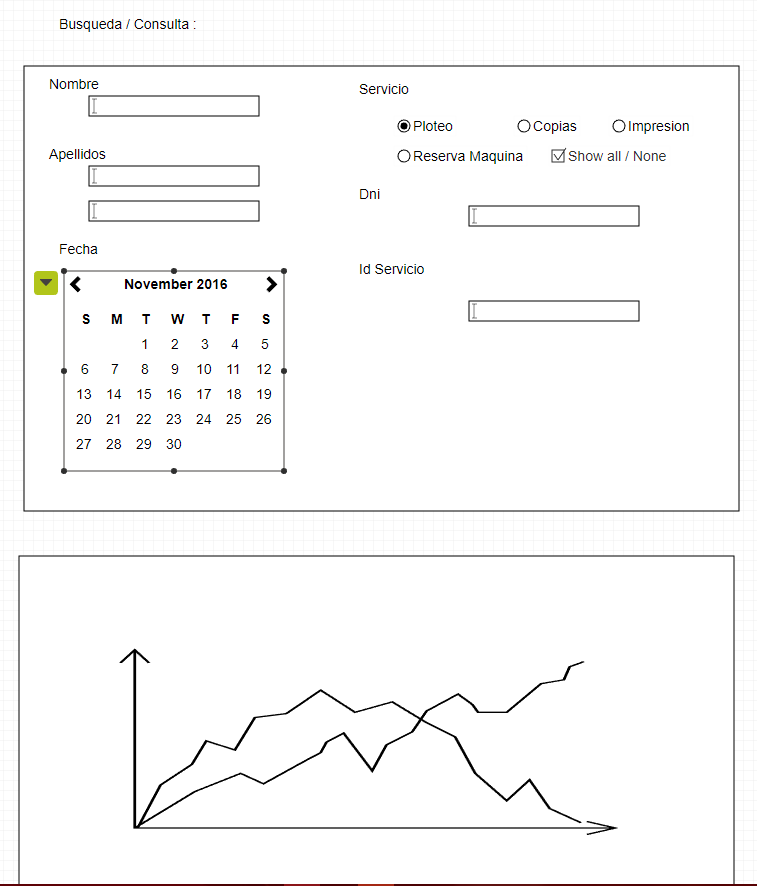 Busqueda / Consulta :
Nombre
Apellidos
Fecha
November 2016
S M T W T F S
1 2 3 4 5
6 7 8 9 10 11 12
13 14 15 16 17 18 19
20 21 22 23 24 25 26
27 28 29 30
Servicio
Ploteo Copias Impresion
Reserva Maquina Show all / None
Dni
Id Servicio